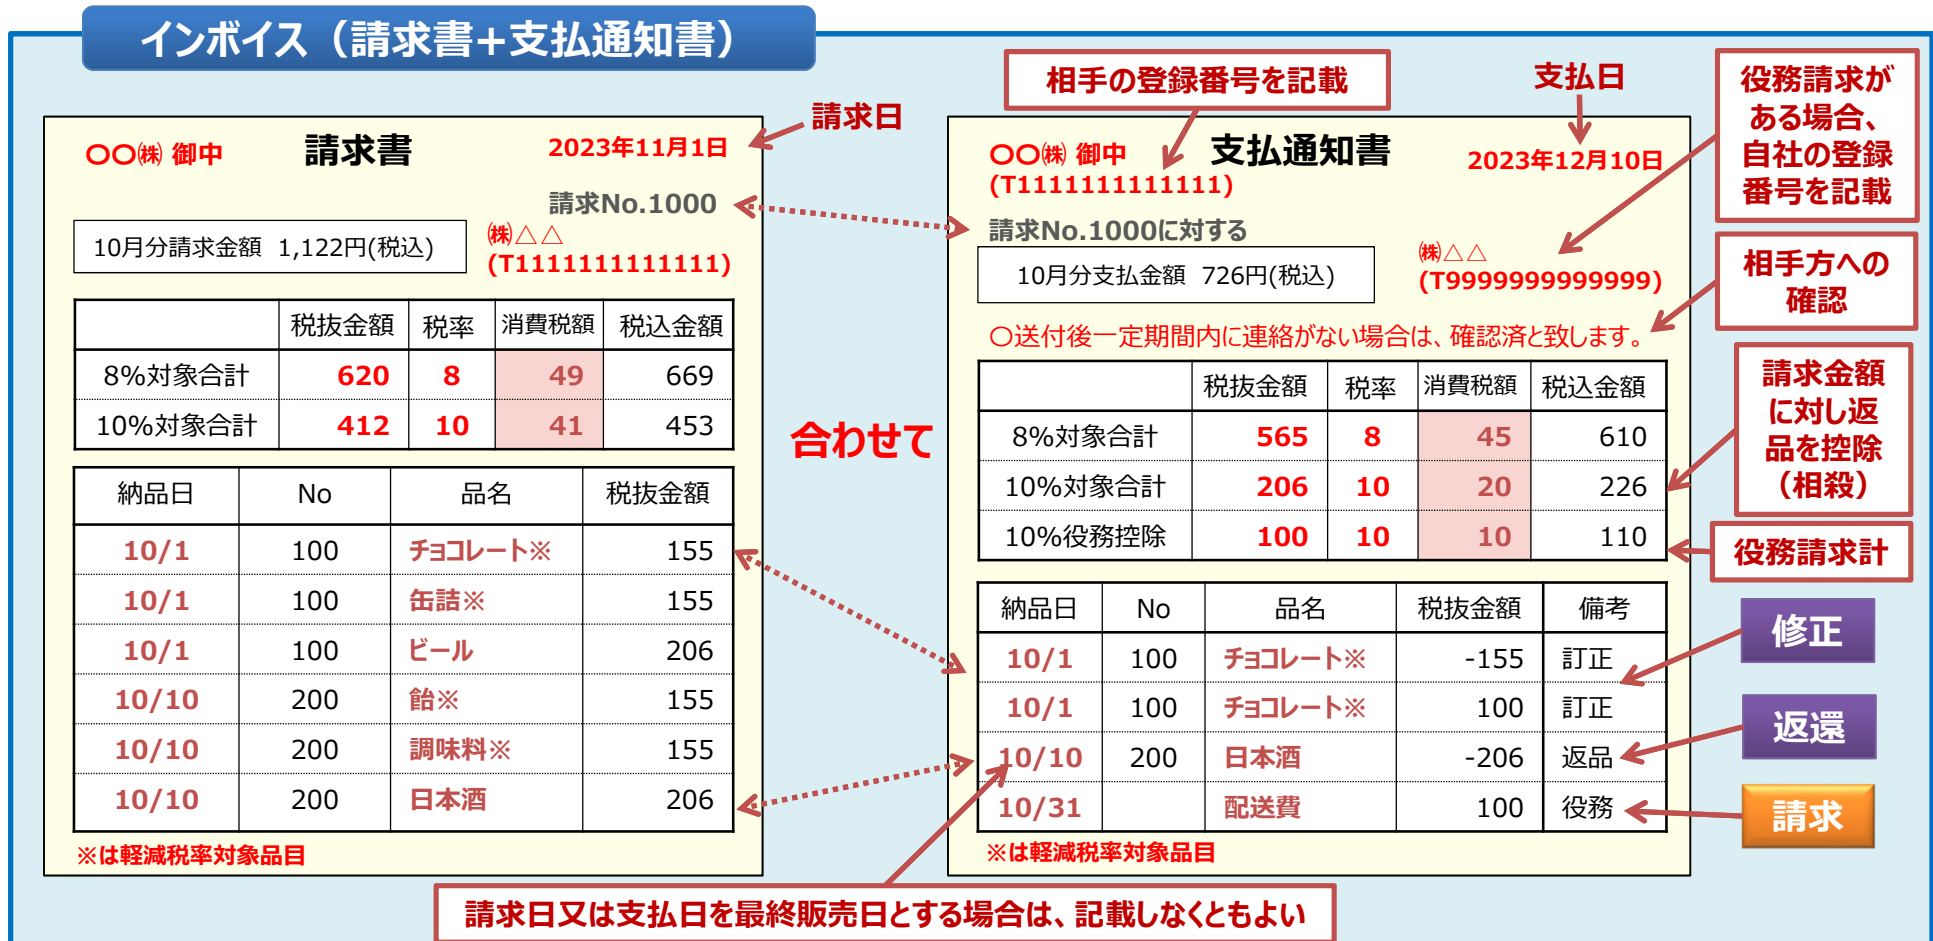 インボイス（請求書+支払通知書）
請求日
〇〇㈱ 御中
請求書
2023年11月1日
請求No.1000
10月分請求金額 1,122円(税込)
㈱△△
(T1111111111111)
税抜金額 税率 消費税額 税込金額
8%対象合計 620 8 49 669
10%対象合計 412 10 41 453
納品日 No 品名 税抜金額
10/1 100 チョコレート※ 155
10/1 100 缶詰※ 155
10/1 100 ビール 206
10/10 200 飴※ 155
10/10 200 調味料※ 155
10/10 200 日本酒 206
※は軽減税率対象品目
合わせて
相手の登録番号を記載
支払日
〇〇㈱ 御中
(T1111111111111)
支払通知書
2023年12月10日
請求No.1000に対する
10月分支払金額 726円(税込)
㈱△△
(T9999999999999)
〇送付後一定期間内に連絡がない場合は、確認済と致します。
税抜金額 税率 消費税額 税込金額
8%対象合計 565 8 45 610
10%対象合計 206 10 20 226
10%役務控除 100 10 10 110
納品日 No 品名 税抜金額 備考
10/1 100 チョコレート※ -155 訂正
10/1 100 チョコレート※ 100 訂正
10/10 200 日本酒 -206 返品
10/31 配送費 100 役務
※は軽減税率対象品目
役務請求が
ある場合、
自社の登録
番号を記載
相手方への
確認
請求金額
に対し返
品を控除
（相殺）
役務請求計
修正
返還
請求
請求日又は支払日を最終販売日とする場合は、記載しなくともよい